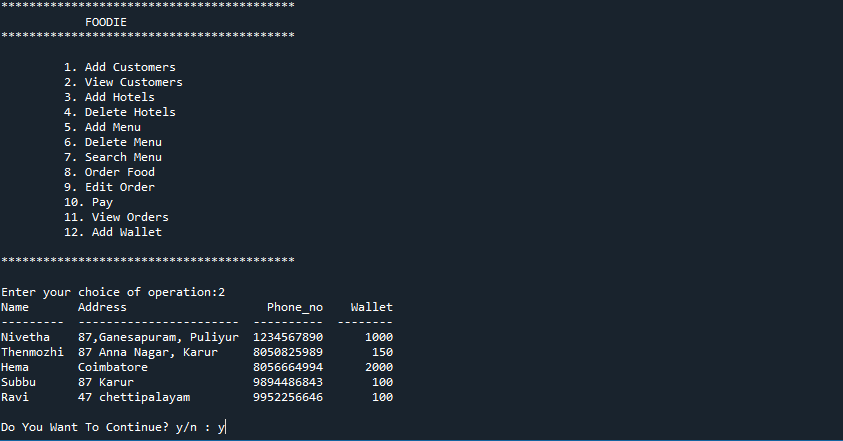 ******************************************
FOODIE
******************************************
1. Add Customers
2. View Customers
3. Add Hotels
4. Delete Hotels
5. Add Menu
6. Delete Menu
7. Search Menu
8. Order Food
9. Edit Order
10. Pay
11. View Orders
12. Add Wallet
******************************************
Enter your choice of operation:2
Name       Address                    Phone_no    Wallet
---------  -----------------------  ----------  --------
Nivetha    87,Ganesapuram, Puliyur  1234567890      1000
Thenmozhi  87 Anna Nagar, Karur     8050825989       150
Hema       Coimbatore               8056664994      2000
Subbu      87 Karur                 9894486843       100
Ravi       47 chettipalayam         9952256646       100
Do You Want To Continue? y/n : y